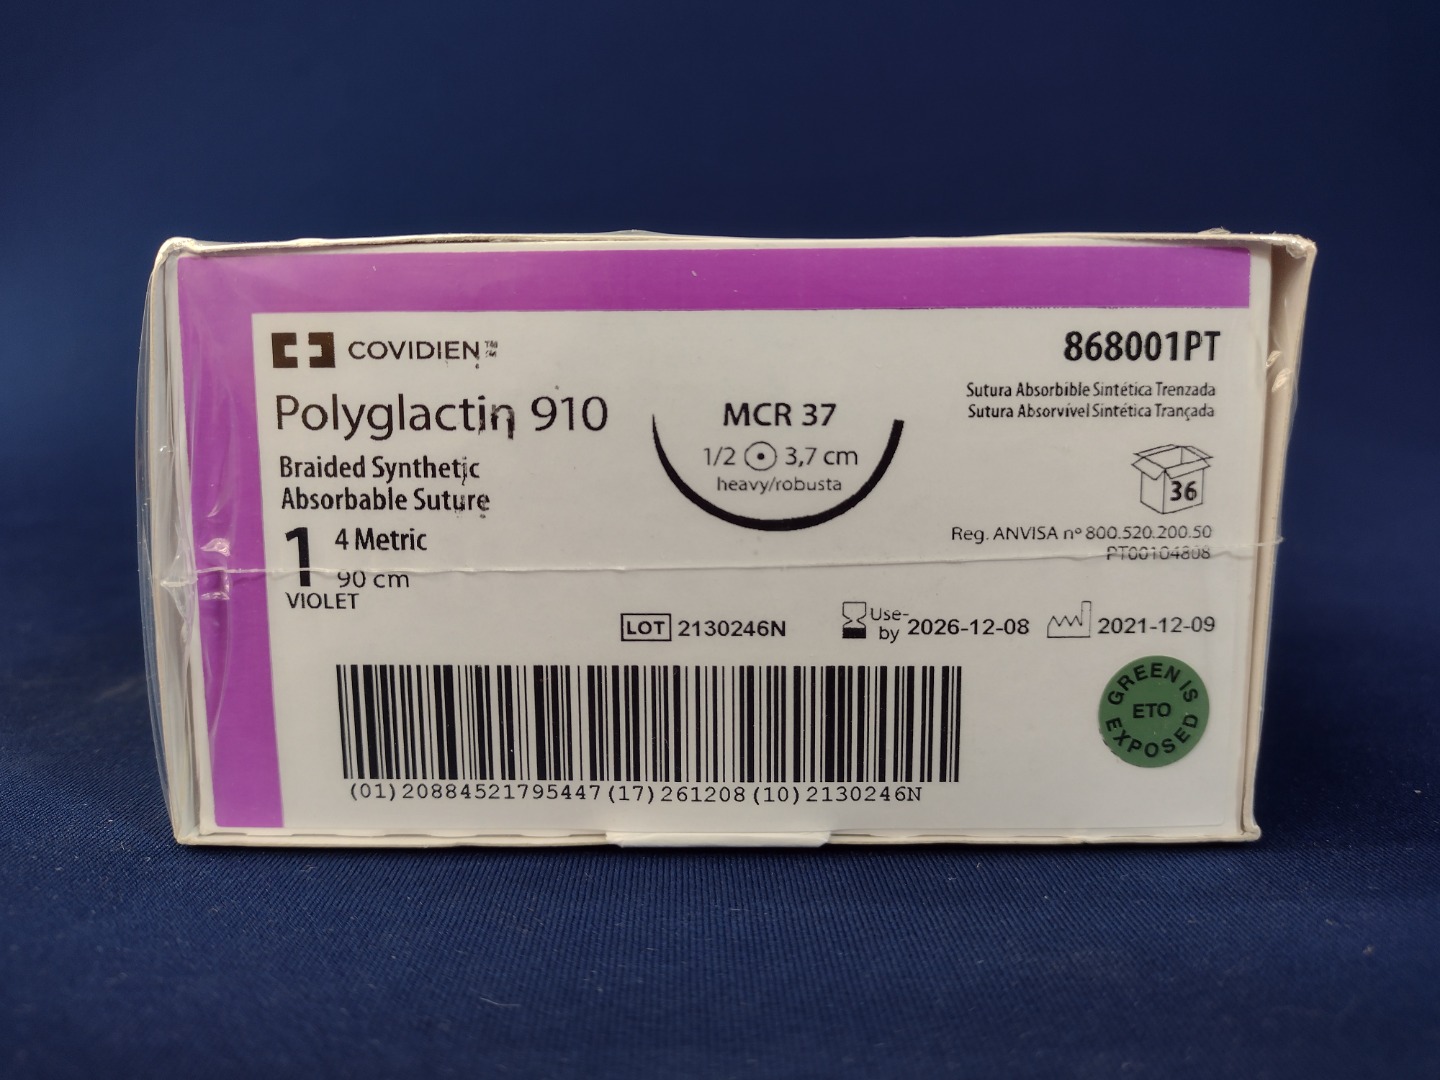 COVIDIEN™
Polyglactin 910
Braided Synthetic
Absorbable Suture
1 4 Metric
90 cm
VIOLET
MCR 37
1/2 3,7 cm
heavy/robusta
868001PT
Sutura Absorbible Sintética Trenzada
Sutura Absorvível Sintética Trançada
36
Reg. ANVISA nº 800.520.200.50
PT00104808
LOT 2130246N
Use-by 2026-12-08
2021-12-09
GREEN IS
ETO
EXPOSED
(01)20884521795447(17)261208(10)2130246N